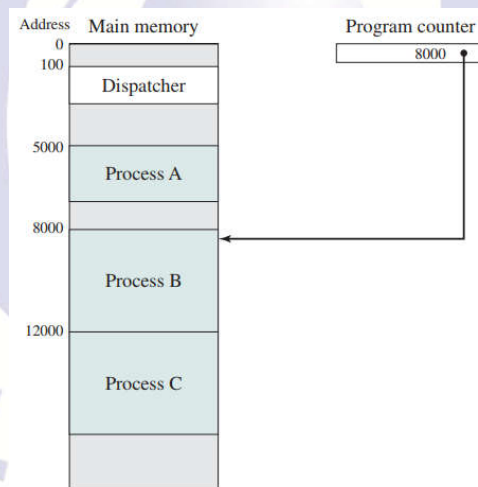 Address Main memory Program counter
0
8000
100
Dispatcher
5000
Process A
8000
Process B
12000
Process C